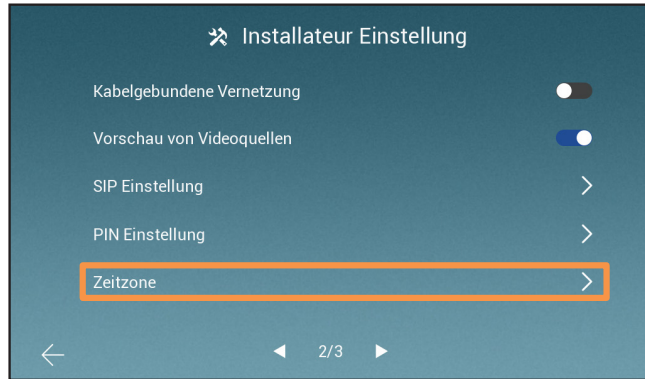 Installateur Einstellung
Kabelgebundene Vernetzung
Vorschau von Videoquellen
SIP Einstellung
PIN Einstellung
Zeitzone
2/3